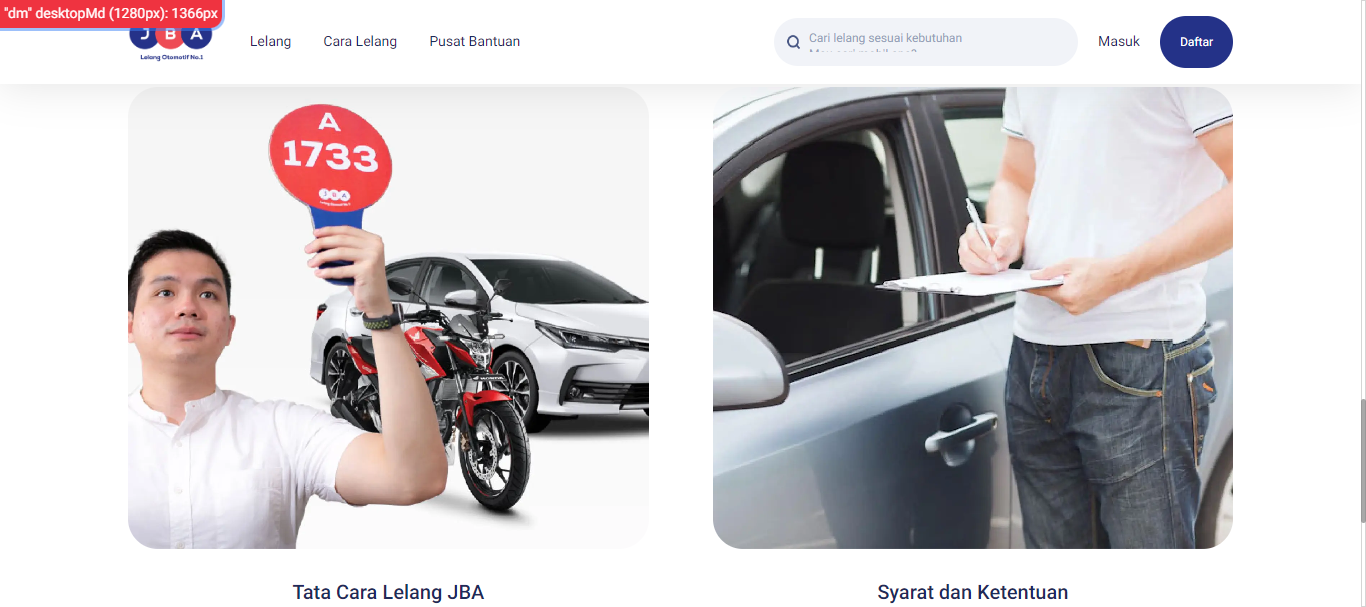 "dm" desktopMd (1280px): 1366px
JBA
Lelang Otomotif No.1
Lelang
Cara Lelang
Pusat Bantuan
Cari lelang sesuai kebutuhan
Masuk
Daftar
A
1733
JBA
Tata Cara Lelang JBA
Syarat dan Ketentuan